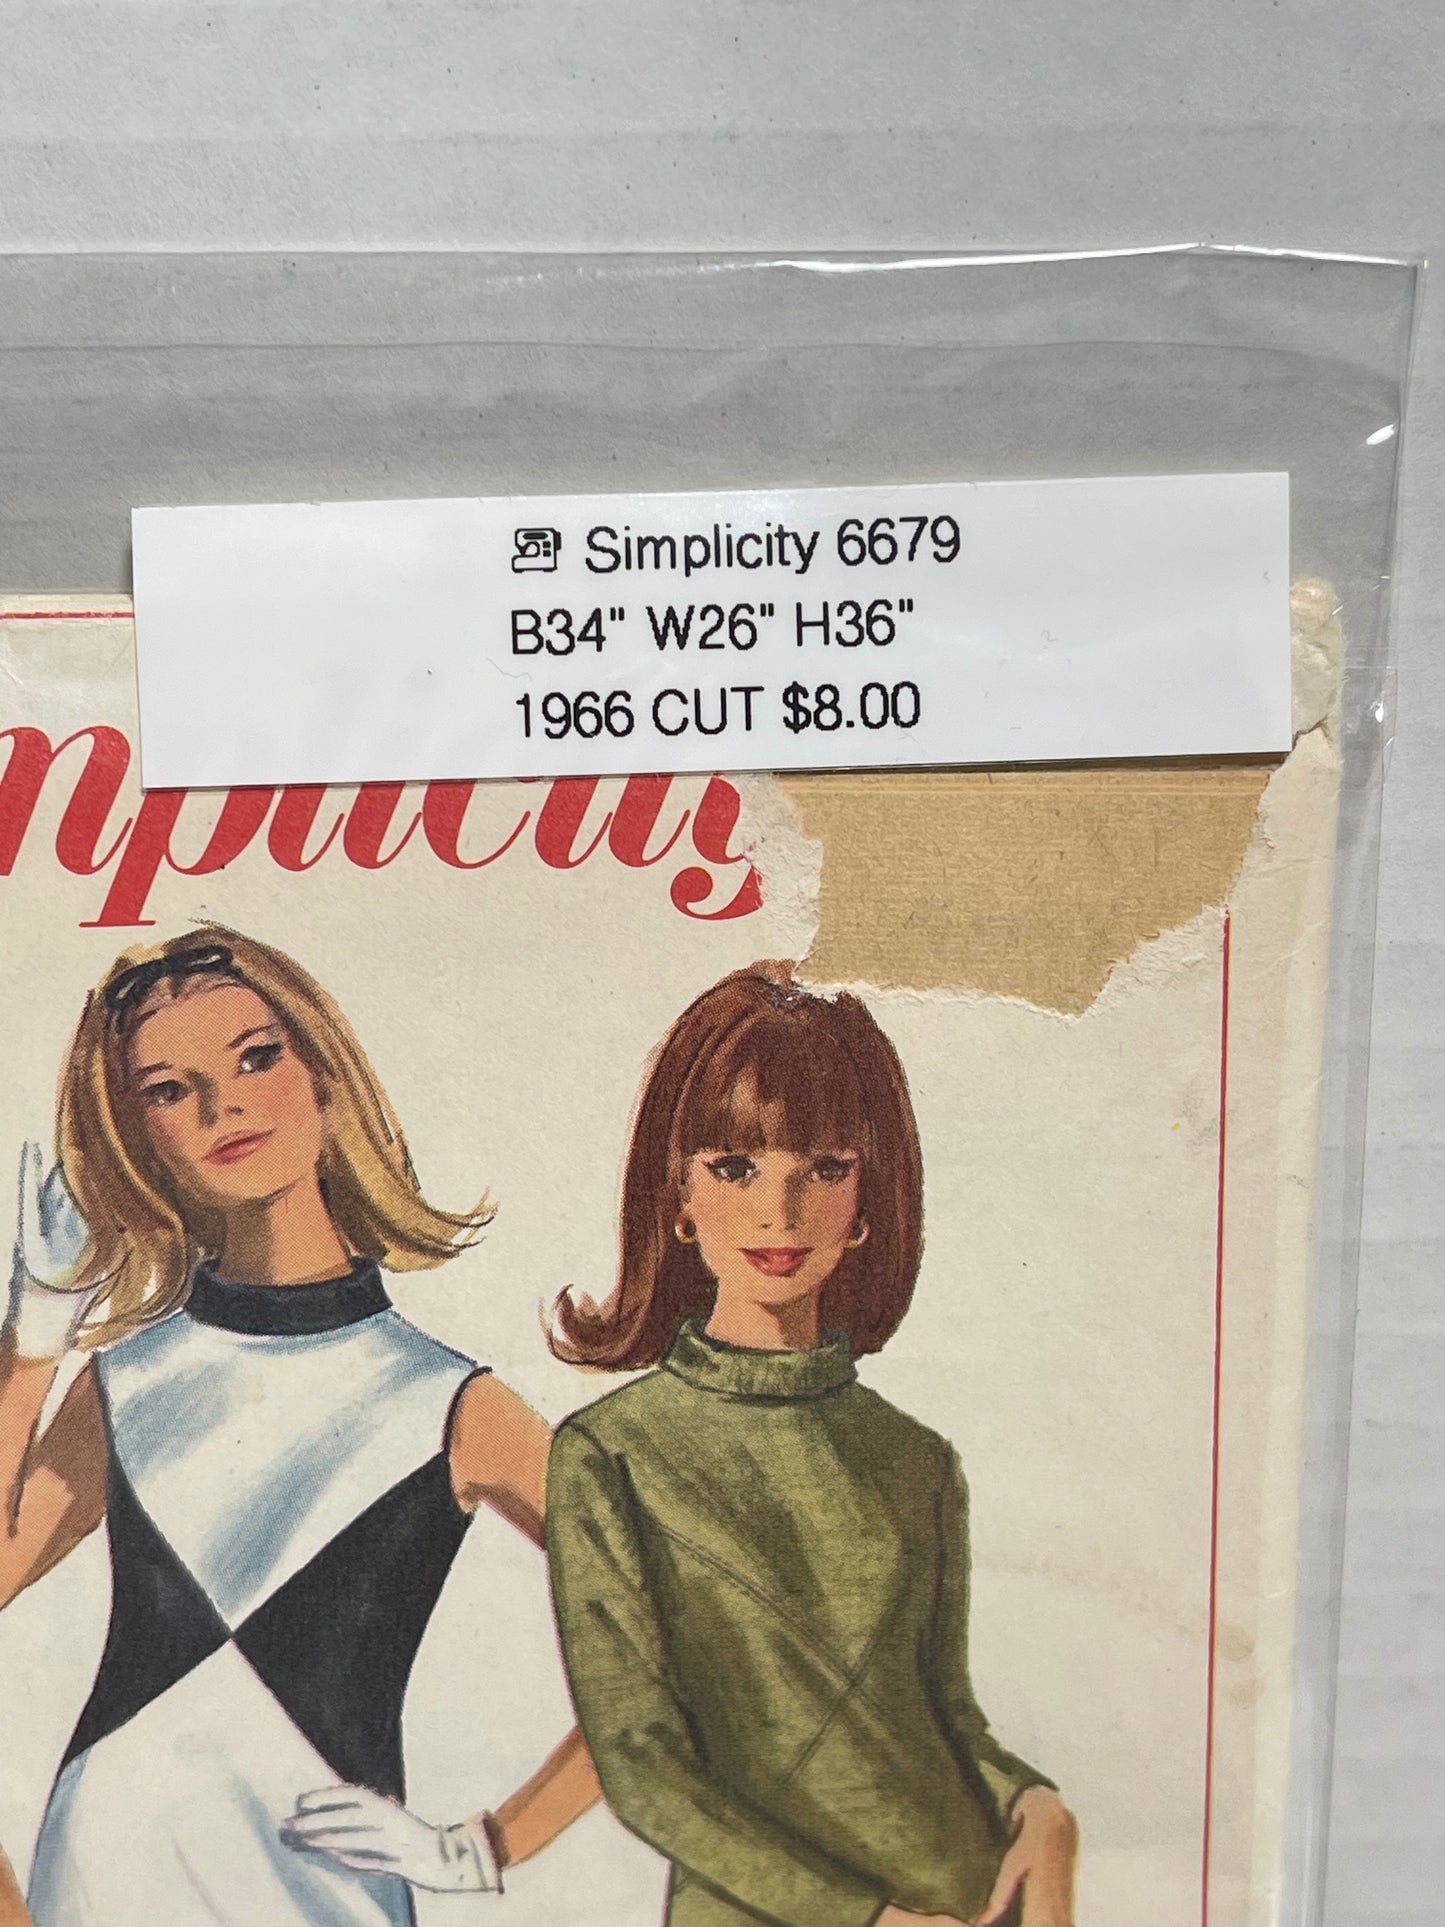 Simplicity 6679
B34" W26" H36"
1966 CUT $8.00
mplicity